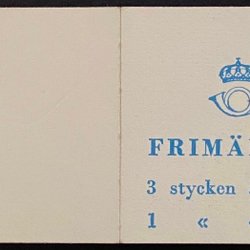 FRIMÄ
3 stycken
1 «